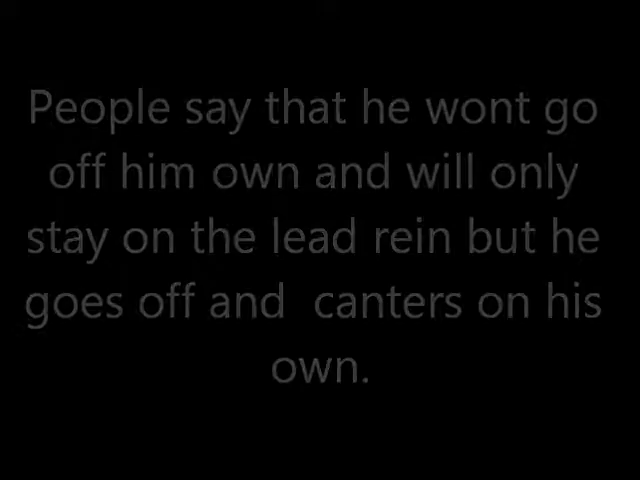 People say that he wont go
off him own and will only
stay on the lead rein but he
goes off and  canters on his
own.